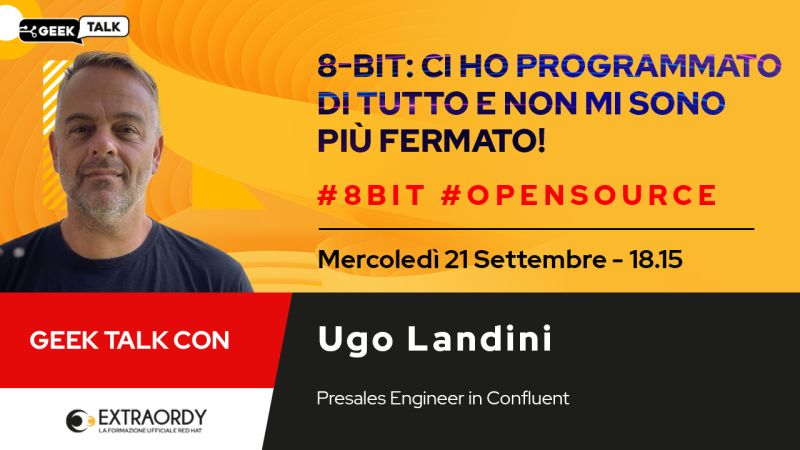 GEEK TALK
8-BIT: CI HO PROGRAMMATO
DI TUTTO E NON MI SONO
PIÙ FERMATO!
#8BIT #OPENSOURCE
Mercoledì 21 Settembre - 18.15
GEEK TALK CON
Ugo Landini
Presales Engineer in Confluent
EXTRAORDY
LA FORMAZIONE UFFICIALE RED HAT